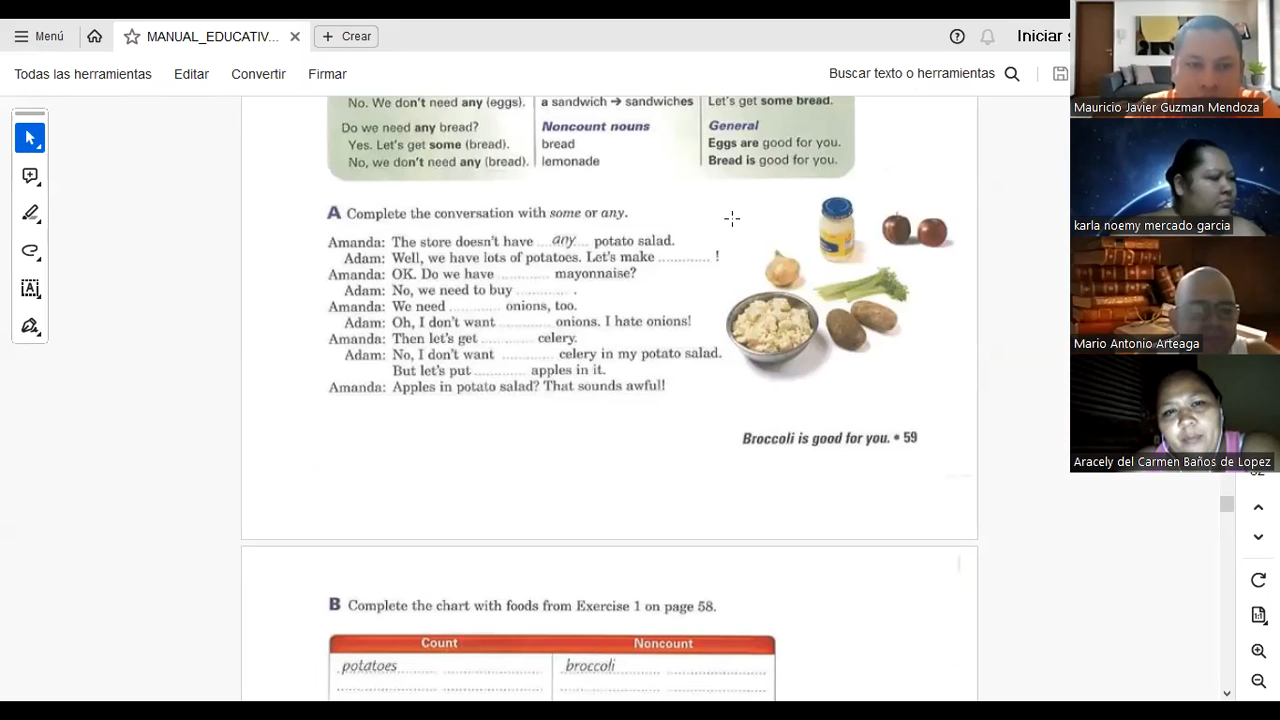 Menú
MANUAL_EDUCATIV...
Crear
Iniciar s
Todas las herramientas
Editar
Convertir
Firmar
Buscar texto o herramientas
No. We don't need any (eggs).
a sandwich → sandwiches
Let's get some bread.
Do we need any bread?
Yes. Let's get some (bread).
No, we don't need any (bread).
Noncount nouns
bread
lemonade
General
Eggs are good for you.
Bread is good for you.
A Complete the conversation with some or any.
Amanda: The store doesn't have ...any... potato salad.
Adam: Well, we have lots of potatoes. Let's make ............ !
Amanda: OK. Do we have ............ mayonnaise?
Adam: No, we need to buy ............ .
Amanda: We need ............ onions, too.
Adam: Oh, I don't want ............ onions. I hate onions!
Amanda: Then let's get ............ celery.
Adam: No, I don't want ............ celery in my potato salad.
But let's put ............ apples in it.
Amanda: Apples in potato salad? That sounds awful!
Broccoli is good for you. • 59
B Complete the chart with foods from Exercise 1 on page 58.
Count
Noncount
potatoes
broccoli
Mauricio Javier Guzman Mendoza
karla noemy mercado garcia
Mario Antonio Arteaga
Aracely del Carmen Baños de Lopez